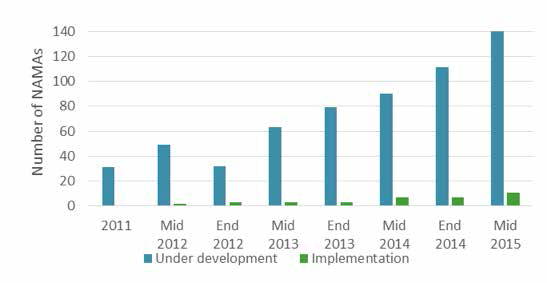 Number of NAMAs
140
120
100
80
60
40
20
0
2011 Mid End Mid End Mid End Mid
2012 2012 2013 2013 2014 2014 2015
Under development Implementation